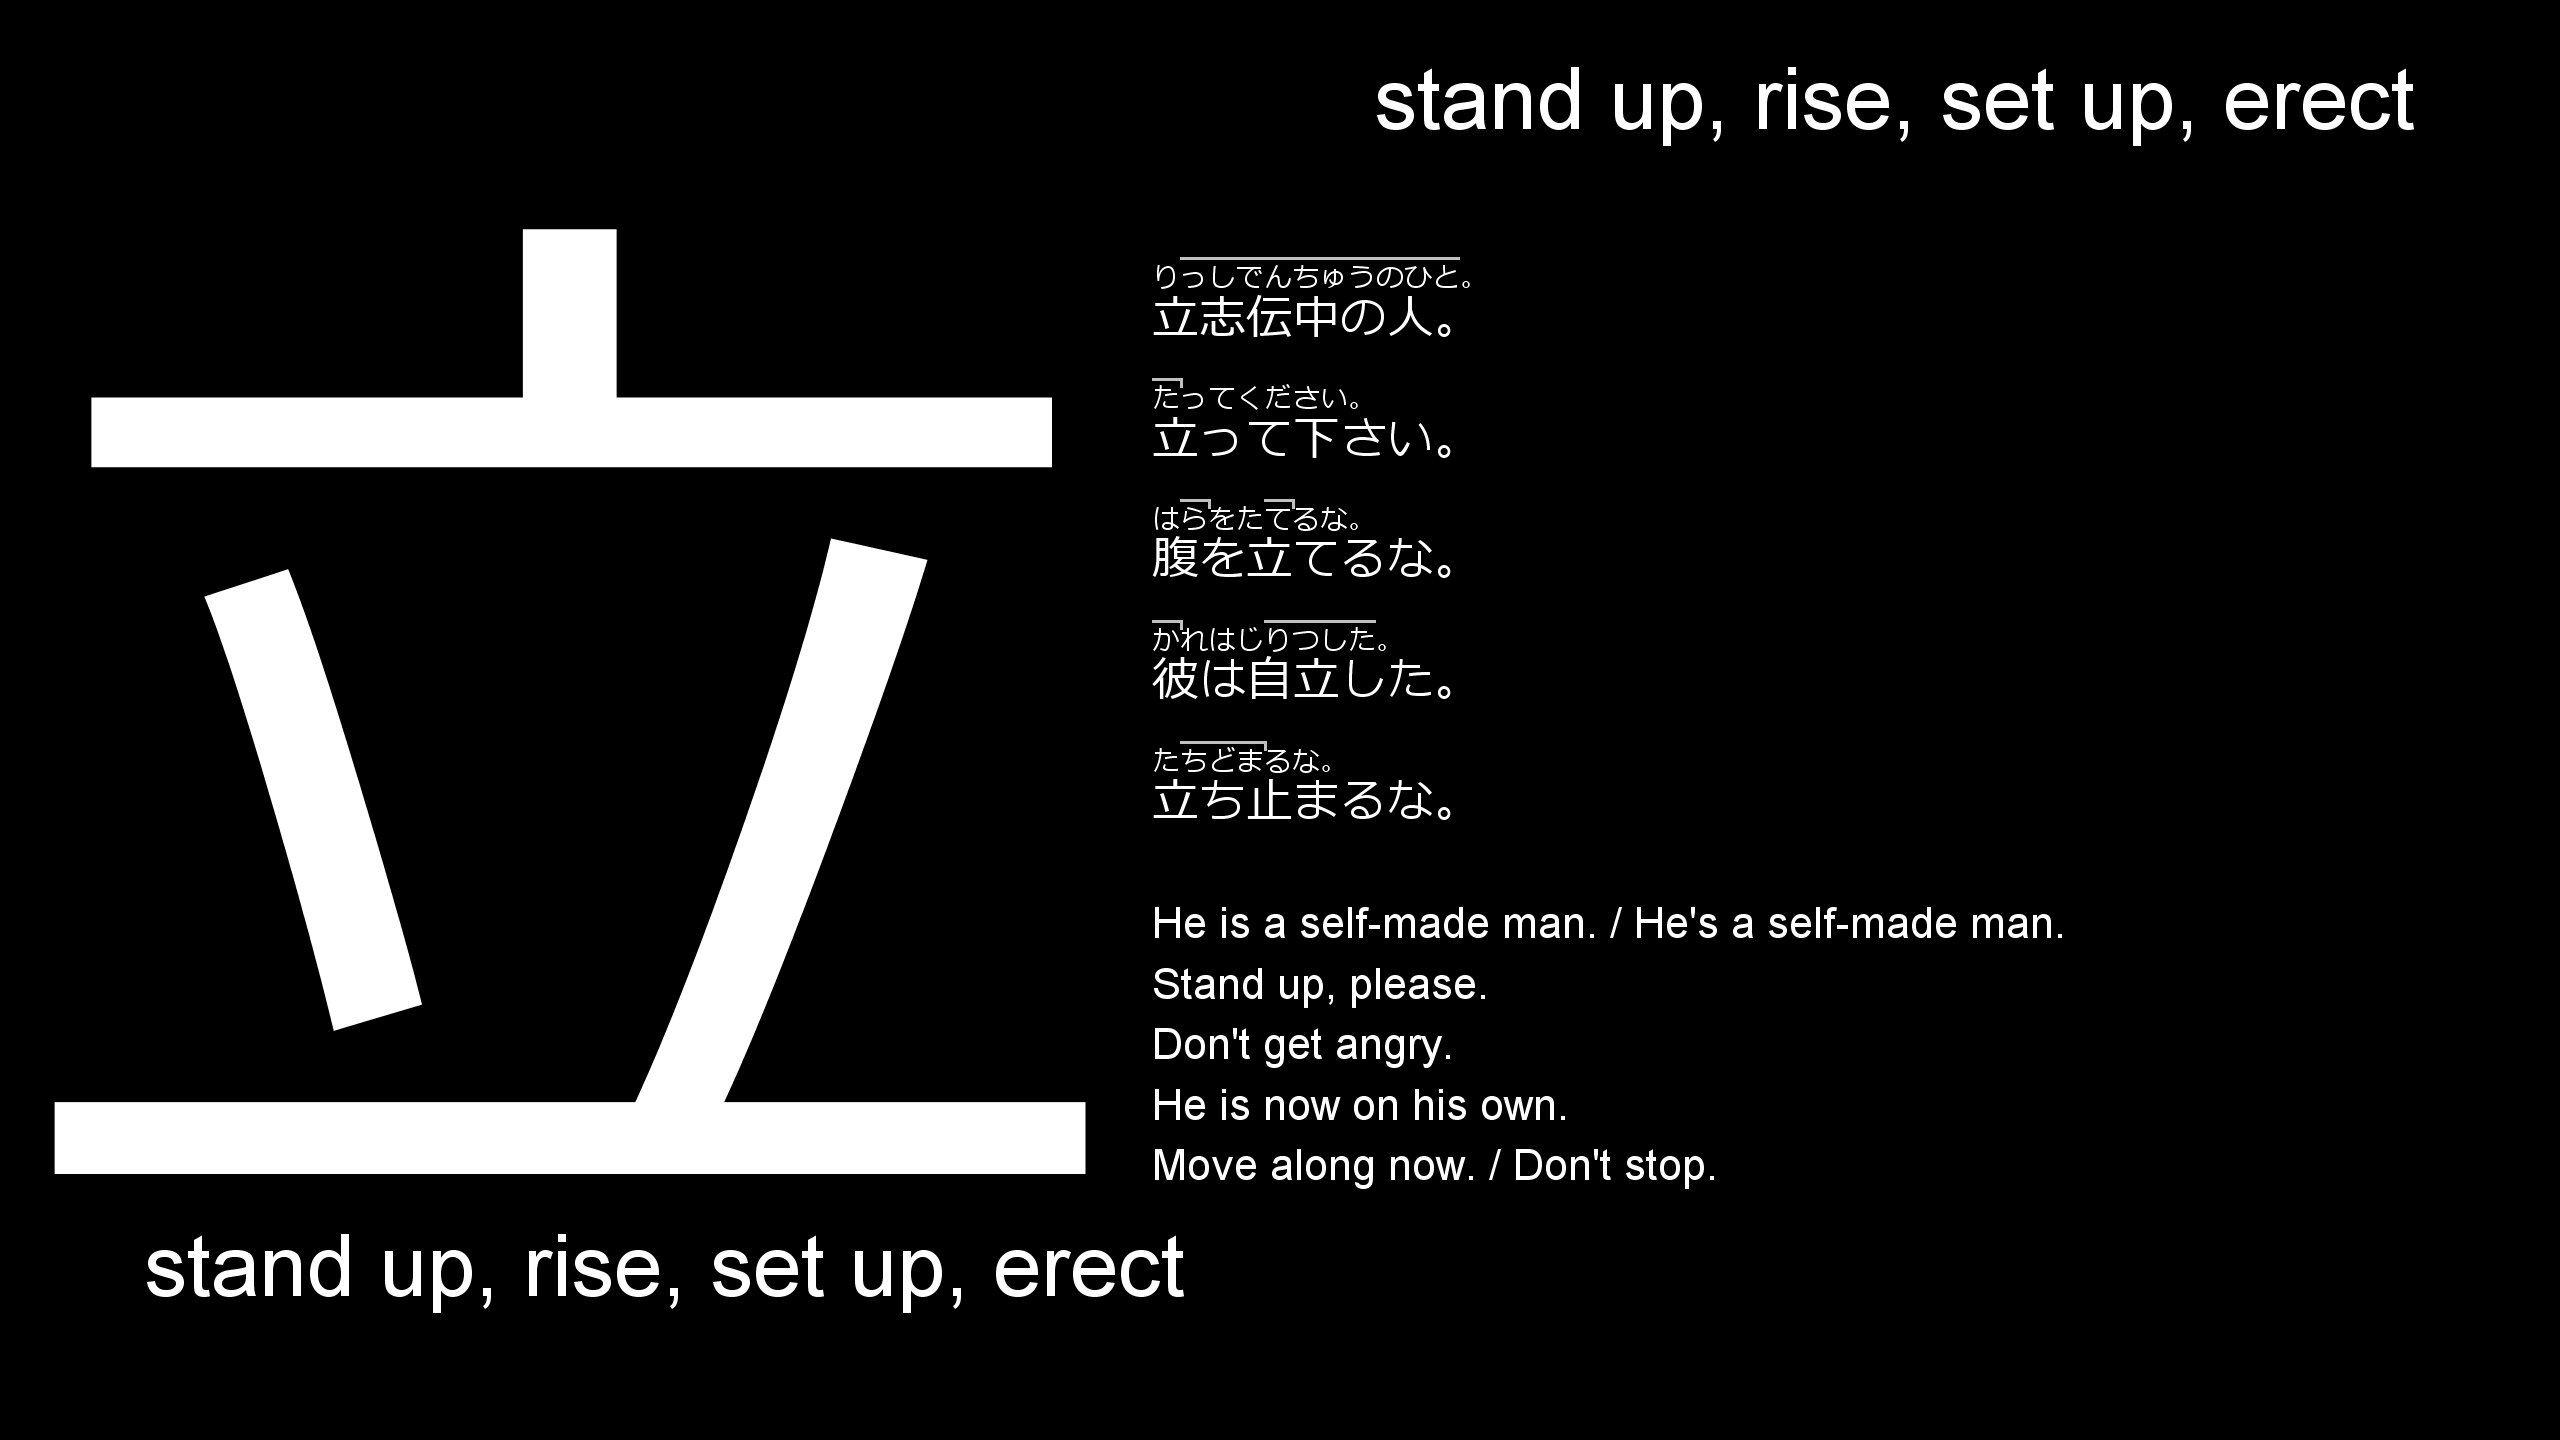 stand up, rise, set up, erect
立
りっしでんちゅうのひと。
立志伝中の人。
たってください。
立って下さい。
はらをたてるな。
腹を立てるな。
かれはじりつした。
彼は自立した。
たちどまるな。
立ち止まるな。
He is a self-made man. / He's a self-made man.
Stand up, please.
Don't get angry.
He is now on his own.
Move along now. / Don't stop.
stand up, rise, set up, erect